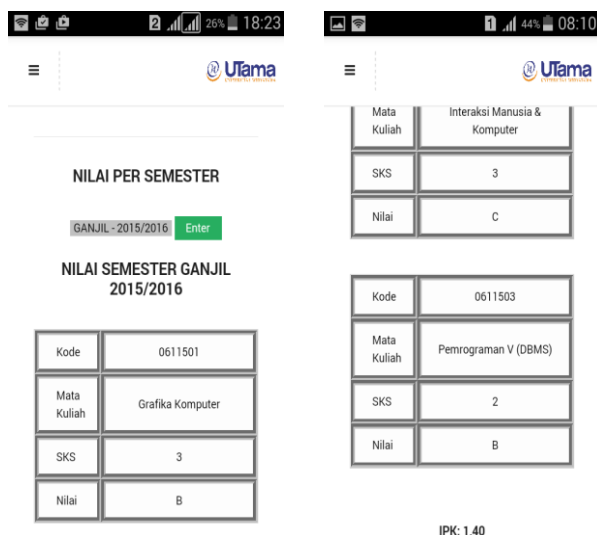 2 26% 18:23
≡ UTama
NILAI PER SEMESTER
GANJIL - 2015/2016 Enter
NILAI SEMESTER GANJIL
2015/2016
Kode 0611501
Mata
Kuliah
Grafika Komputer
SKS 3
Nilai B
1 44% 08:10
≡ UTama
Mata
Kuliah
Interaksi Manusia &
Komputer
SKS 3
Nilai C
Kode 0611503
Mata
Kuliah
Pemrograman V (DBMS)
SKS 2
Nilai B
IPK: 1.40